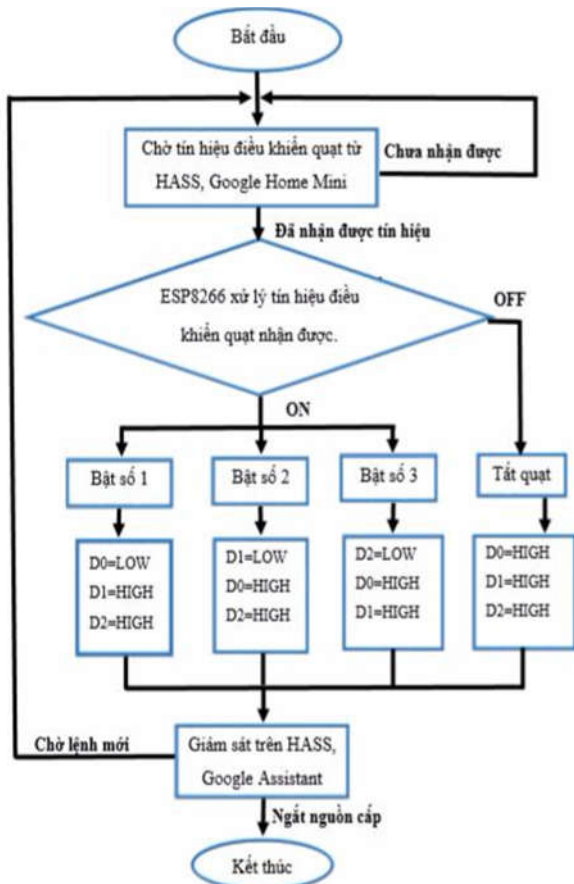 Bắt đầu
Chờ tín hiệu điều khiển quạt từ
HASS, Google Home Mini
Chưa nhận được
Đã nhận được tín hiệu
ESP8266 xử lý tín hiệu điều
khiển quạt nhận được.
OFF
ON
Bật số 1
Bật số 2
Bật số 3
Tắt quạt
D0=LOW
D1=HIGH
D2=HIGH
D1=LOW
D0=HIGH
D2=HIGH
D2=LOW
D0=HIGH
D1=HIGH
D0=HIGH
D1=HIGH
D2=HIGH
Chờ lệnh mới
Giám sát trên HASS,
Google Assistant
Ngắt nguồn cấp
Kết thúc